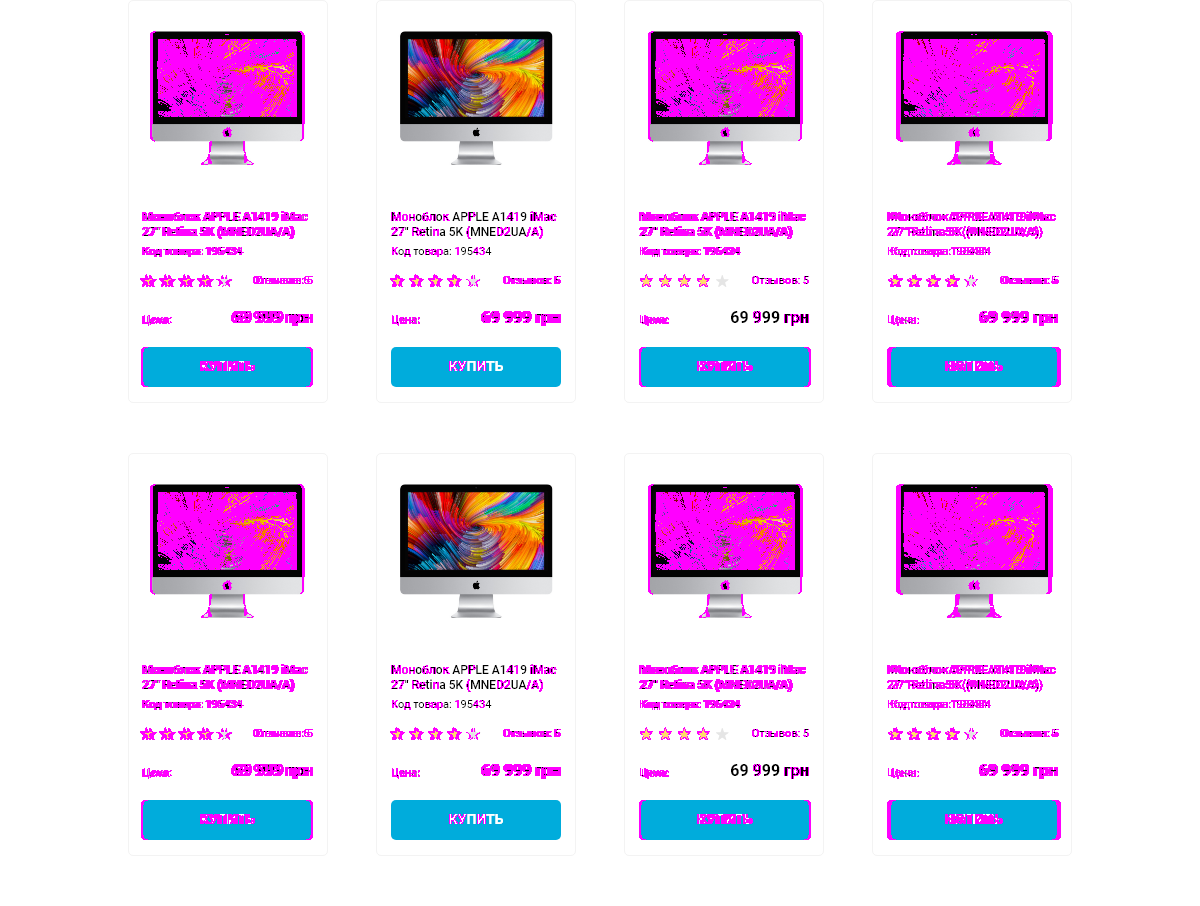 Моноблок APPLE A1419 iMac
27" Retina 5K (MNED2UA/A)
Код товара: 195434
Отзывов: 5
Цена: 69 999 грн
КУПИТЬ
Моноблок APPLE A1419 iMac
27" Retina 5K (MNED2UA/A)
Код товара: 195434
Отзывов: 5
Цена: 69 999 грн
КУПИТЬ
Моноблок APPLE A1419 iMac
27" Retina 5K (MNED2UA/A)
Код товара: 195434
Отзывов: 5
Цена: 69 999 грн
КУПИТЬ
Моноблок APPLE A1419 iMac
27" Retina 5K (MNED2UA/A)
Код товара: 195434
Отзывов: 5
Цена: 69 999 грн
КУПИТЬ
Моноблок APPLE A1419 iMac
27" Retina 5K (MNED2UA/A)
Код товара: 195434
Отзывов: 5
Цена: 69 999 грн
КУПИТЬ
Моноблок APPLE A1419 iMac
27" Retina 5K (MNED2UA/A)
Код товара: 195434
Отзывов: 5
Цена: 69 999 грн
КУПИТЬ
Моноблок APPLE A1419 iMac
27" Retina 5K (MNED2UA/A)
Код товара: 195434
Отзывов: 5
Цена: 69 999 грн
КУПИТЬ
Моноблок APPLE A1419 iMac
27" Retina 5K (MNED2UA/A)
Код товара: 195434
Отзывов: 5
Цена: 69 999 грн
КУПИТЬ